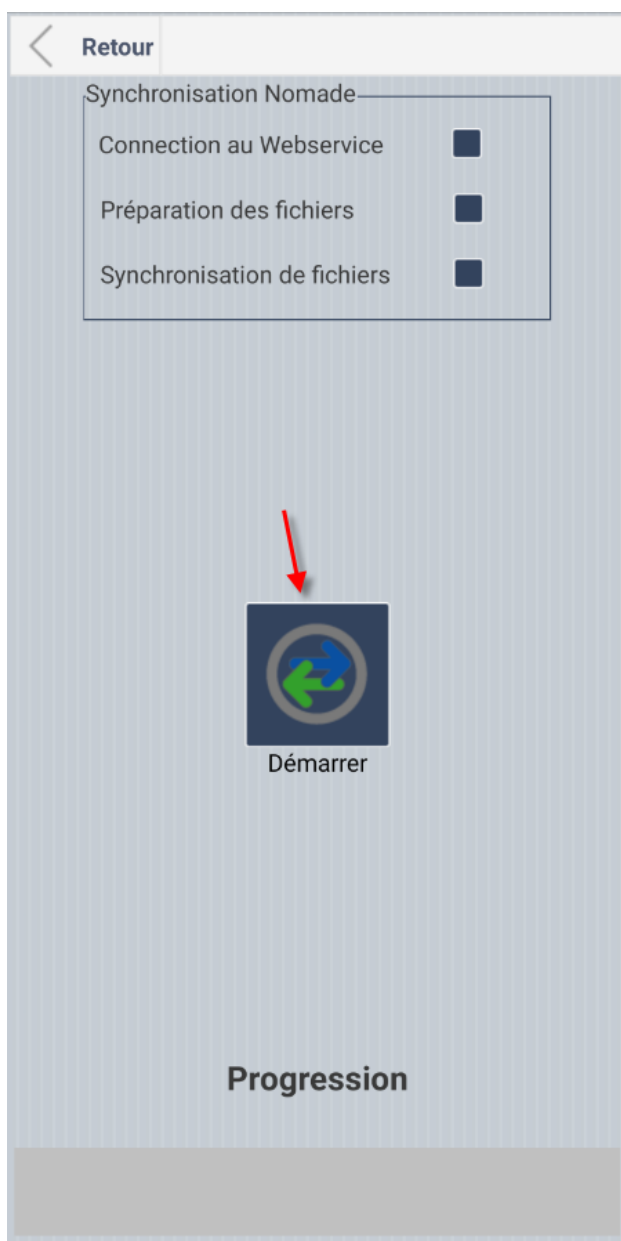 Retour
Synchronisation Nomade
Connection au Webservice
Préparation des fichiers
Synchronisation de fichiers
Démarrer
Progression